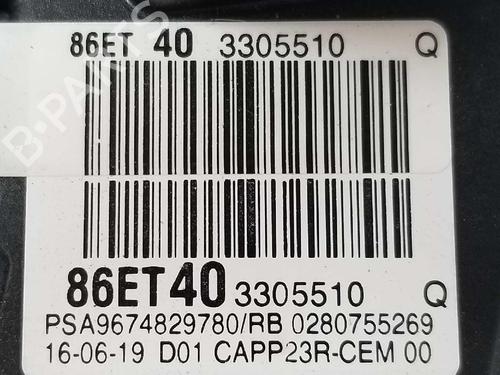 86ET 40 3305510 Q
B-PARTS
86ET40 3305510 Q
PSA9674829780/RB 0280755269
16-06-19 D01 CAPP23R-CEM 00